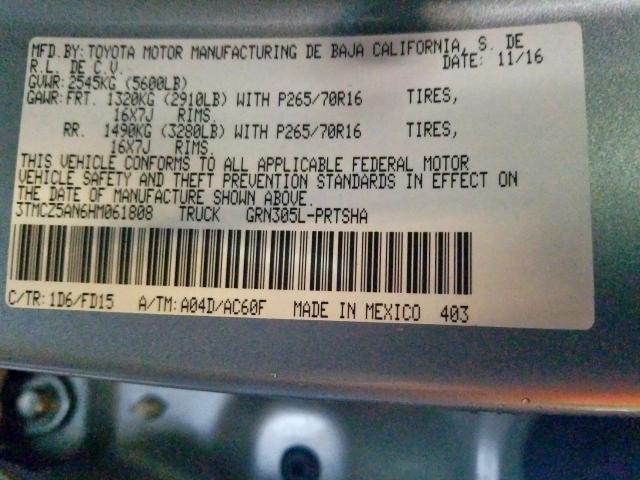 MFD.BY: TOYOTA MOTOR MANUFACTURING DE BAJA CALIFORNIA, S. DE
R.L. DE C.V. DATE: 11/16
GVWR: 2545KG (5600LB)
GAWR: FRT. 1320KG (2910LB) WITH P265/70R16 TIRES,
16X7J RIMS.
RR. 1490KG (3280LB) WITH P265/70R16 TIRES,
16X7J RIMS.
THIS VEHICLE CONFORMS TO ALL APPLICABLE FEDERAL MOTOR
VEHICLE SAFETY AND THEFT PREVENTION STANDARDS IN EFFECT ON
THE DATE OF MANUFACTURE SHOWN ABOVE.
3TMCZ5AN6HM061808 TRUCK GRN305L-PRTSHA
C/TR: 1D6/FD15 A/TM: A04D/AC60F MADE IN MEXICO 403